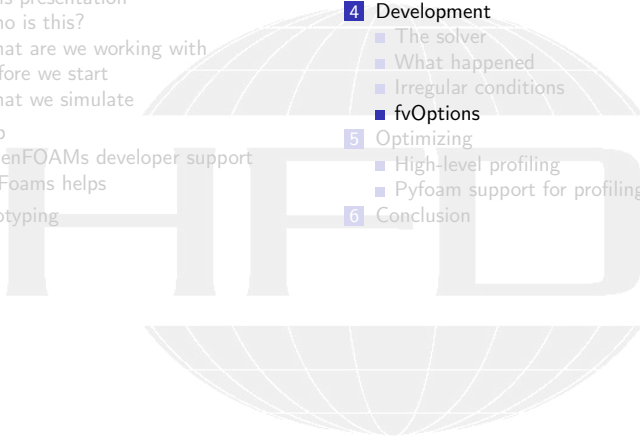 is presentation
o is this?
hat are we working with
fore we start
hat we simulate
enFOAMs developer support
Foams helps
otyping
4 Development
The solver
What happened
Irregular conditions
fvOptions
5 Optimizing
High-level profiling
Pyfoam support for profiling
6 Conclusion
HFD